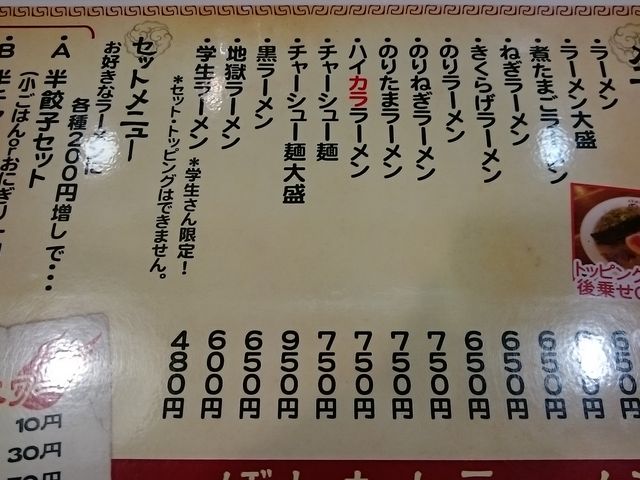 ラーメン
ラーメン大盛 650円
煮たまごラーメン 650円
ねぎラーメン 650円
きくらげラーメン 650円
のりラーメン 650円
のりねぎラーメン 750円
のりたまラーメン 750円
ハイカララーメン 750円
チャーシュー麺 750円
チャーシュー麺大盛 950円
黒ラーメン 650円
地獄ラーメン 600円
学生ラーメン *学生さん限定! 480円
*セット・トッピングはできません。
セットメニュー
お好きなラーメンに
各種200円増しで・・・
A 半餃子セット
(小ごはんorおにぎり
B 半
トッピング
後乗せO
10円
30円